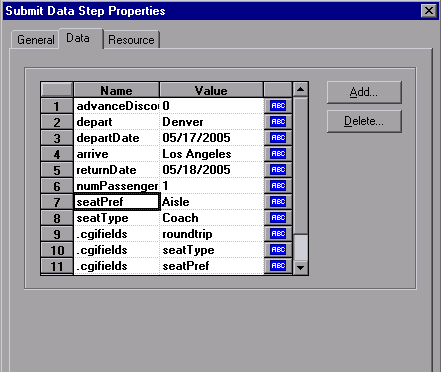 Submit Data Step Properties
General Data Resource
Name Value
1 advanceDiscou 0 ABC
2 depart Denver ABC
3 departDate 05/17/2005 ABC
4 arrive Los Angeles ABC
5 returnDate 05/18/2005 ABC
6 numPassenger 1 ABC
7 seatPref Aisle ABC
8 seatType Coach ABC
9 .cgifields roundtrip ABC
10 .cgifields seatType ABC
11 .cgifields seatPref ABC
Add...
Delete...